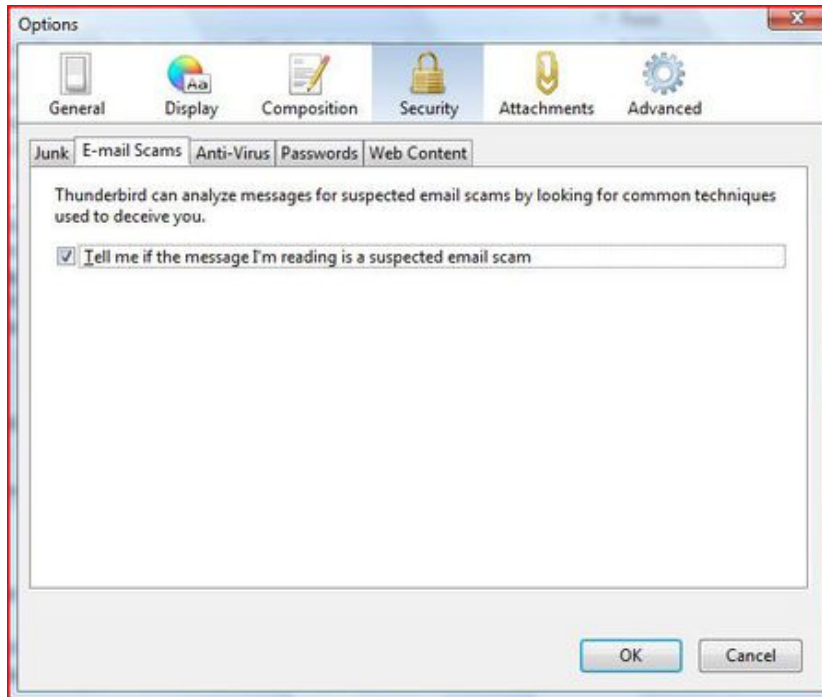 Options
General Display Composition Security Attachments Advanced
Junk E-mail Scams Anti-Virus Passwords Web Content
Thunderbird can analyze messages for suspected email scams by looking for common techniques
used to deceive you.
Tell me if the message I'm reading is a suspected email scam
OK Cancel